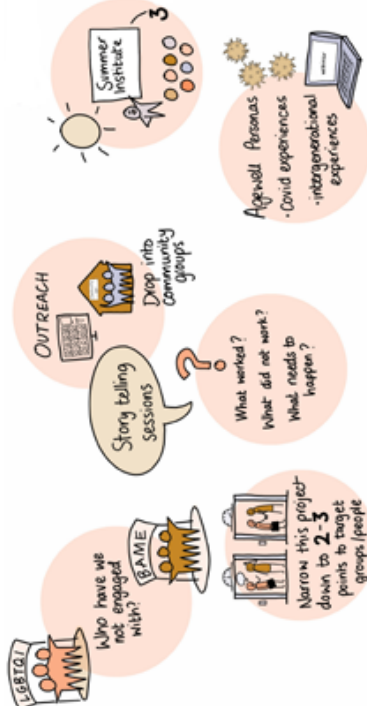 LGBTQI
Who have we
not engaged
with?
BAME
OUTREACH
Drop into
community
groups
Story telling
sessions
Summer
Institute
3
Narrow this project
down to 2-3
points to target
groups/people
What worked?
What did not work?
What needs to
happen?
?
Agewell Personas
· Covid experiences
· intergenerational
experiences